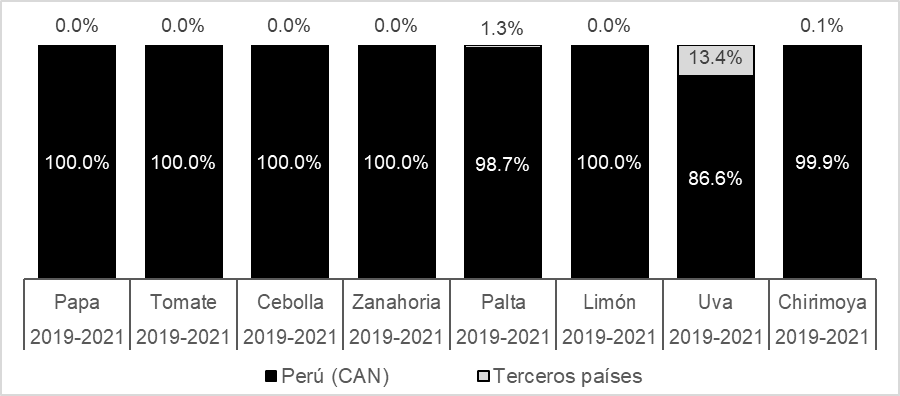 0.0% 0.0% 0.0% 0.0% 1.3% 0.0% 13.4% 0.1%
100.0% 100.0% 100.0% 100.0% 98.7% 100.0% 86.6% 99.9%
Papa Tomate Cebolla Zanahoria Palta Limón Uva Chirimoya
2019-2021 2019-2021 2019-2021 2019-2021 2019-2021 2019-2021 2019-2021 2019-2021
Perú (CAN) Terceros países